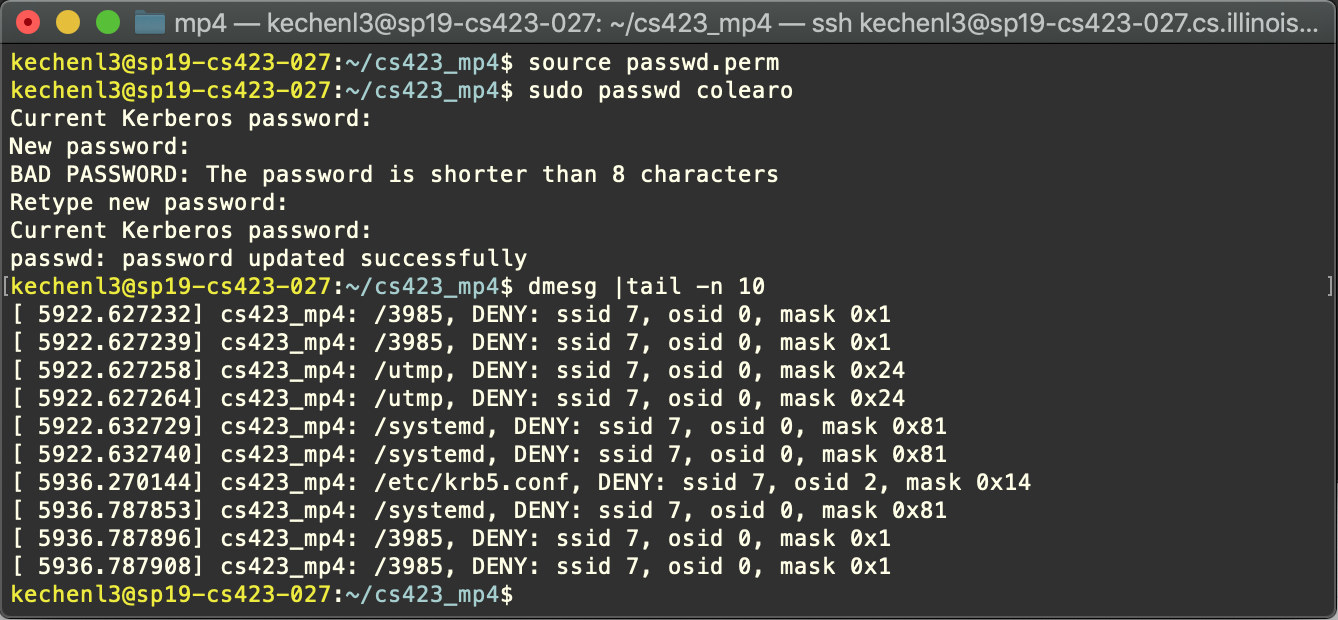 mp4 — kechenl3@sp19-cs423-027: ~/cs423_mp4 — ssh kechenl3@sp19-cs423-027.cs.illinois...
kechenl3@sp19-cs423-027:~/cs423_mp4$ source passwd.perm
kechenl3@sp19-cs423-027:~/cs423_mp4$ sudo passwd colearo
Current Kerberos password:
New password:
BAD PASSWORD: The password is shorter than 8 characters
Retype new password:
Current Kerberos password:
passwd: password updated successfully
[kechenl3@sp19-cs423-027:~/cs423_mp4$ dmesg |tail -n 10 ]
[ 5922.627232] cs423_mp4: /3985, DENY: ssid 7, osid 0, mask 0x1
[ 5922.627239] cs423_mp4: /3985, DENY: ssid 7, osid 0, mask 0x1
[ 5922.627258] cs423_mp4: /utmp, DENY: ssid 7, osid 0, mask 0x24
[ 5922.627264] cs423_mp4: /utmp, DENY: ssid 7, osid 0, mask 0x24
[ 5922.632729] cs423_mp4: /systemd, DENY: ssid 7, osid 0, mask 0x81
[ 5922.632740] cs423_mp4: /systemd, DENY: ssid 7, osid 0, mask 0x81
[ 5936.270144] cs423_mp4: /etc/krb5.conf, DENY: ssid 7, osid 2, mask 0x14
[ 5936.787853] cs423_mp4: /systemd, DENY: ssid 7, osid 0, mask 0x81
[ 5936.787896] cs423_mp4: /3985, DENY: ssid 7, osid 0, mask 0x1
[ 5936.787908] cs423_mp4: /3985, DENY: ssid 7, osid 0, mask 0x1
kechenl3@sp19-cs423-027:~/cs423_mp4$